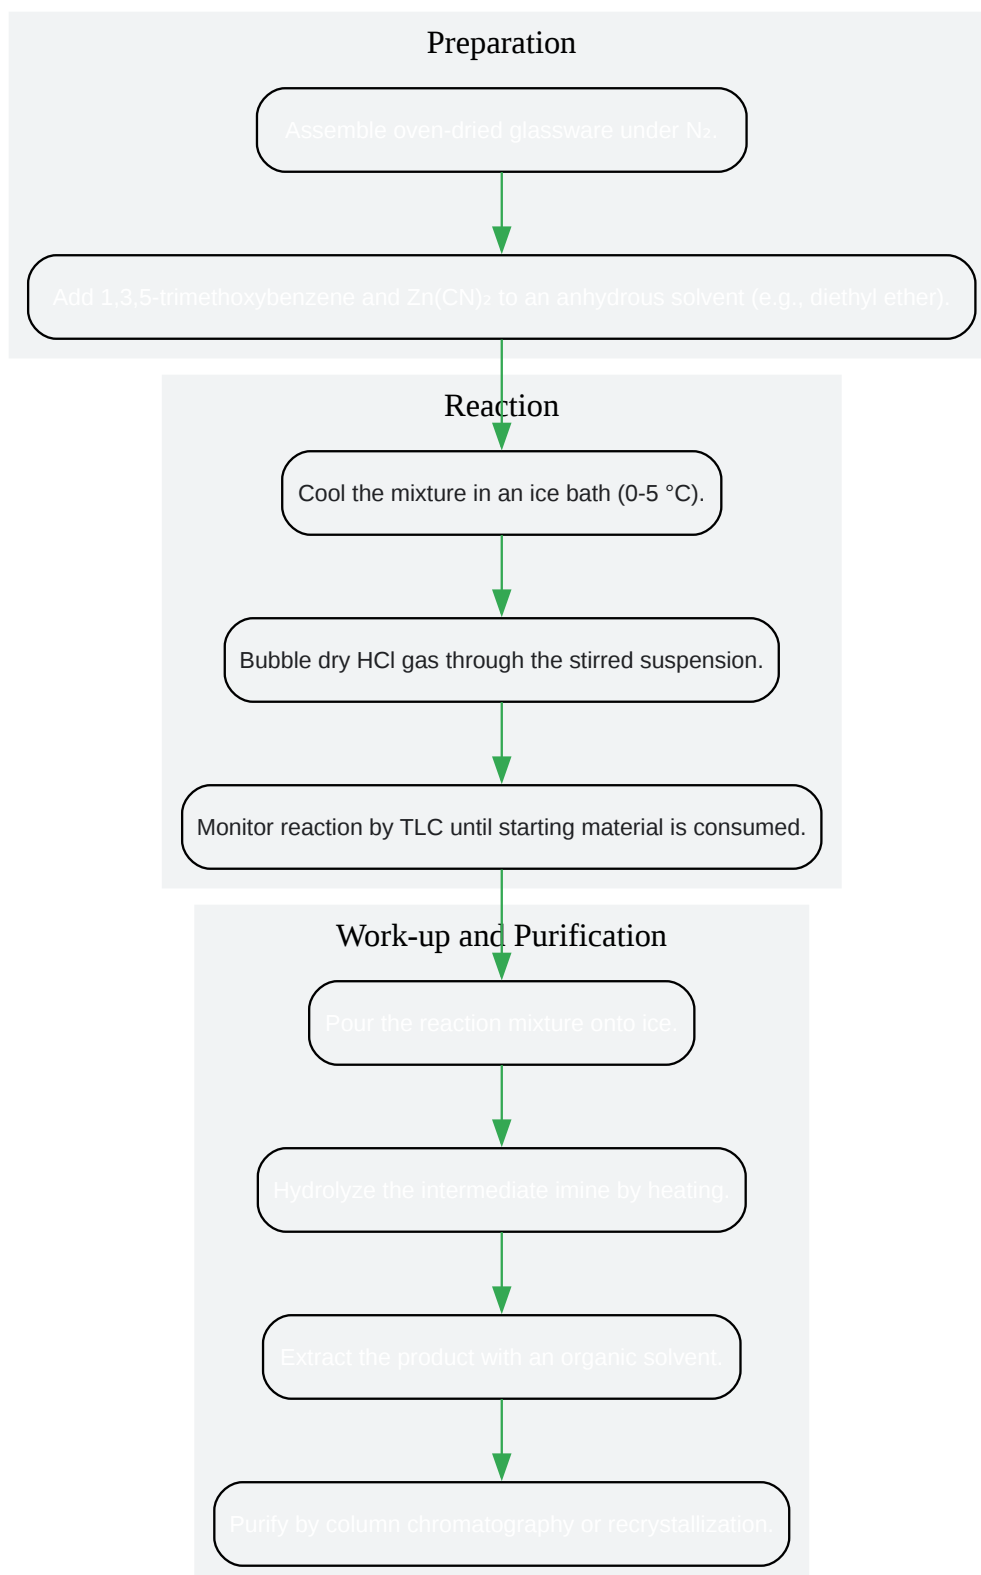 Preparation
Assemble oven-dried glassware under N₂.
Add 1,3,5-trimethoxybenzene and Zn(CN)₂ to an anhydrous solvent (e.g., diethyl ether).
Reaction
Cool the mixture in an ice bath (0-5 °C).
Bubble dry HCl gas through the stirred suspension.
Monitor reaction by TLC until starting material is consumed.
Work-up and Purification
Pour the reaction mixture onto ice.
Hydrolyze the intermediate imine by heating.
Extract the product with an organic solvent.
Purify by column chromatography or recrystallization.